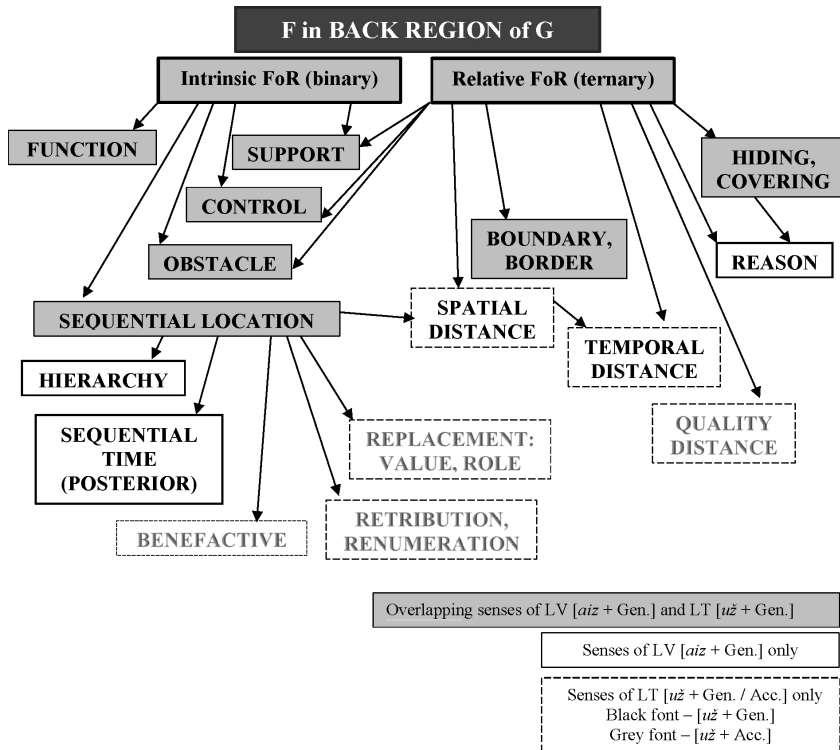 F in BACK REGION of G
Intrinsic FoR (binary)
Relative FoR (ternary)
FUNCTION
SUPPORT
HIDING,
COVERING
CONTROL
BOUNDARY,
BORDER
OBSTACLE
REASON
SEQUENTIAL LOCATION
SPATIAL
DISTANCE
TEMPORAL
DISTANCE
HIERARCHY
SEQUENTIAL
TIME
(POSTERIOR)
REPLACEMENT:
VALUE, ROLE
QUALITY
DISTANCE
BENEFACTIVE
RETRIBUTION,
RENUMERATION
Overlapping senses of LV [aiz + Gen.] and LT [už + Gen.]
Senses of LV [aiz + Gen.] only
Senses of LT [už + Gen. / Acc.] only
Black font – [už + Gen.]
Grey font – [už + Acc.]